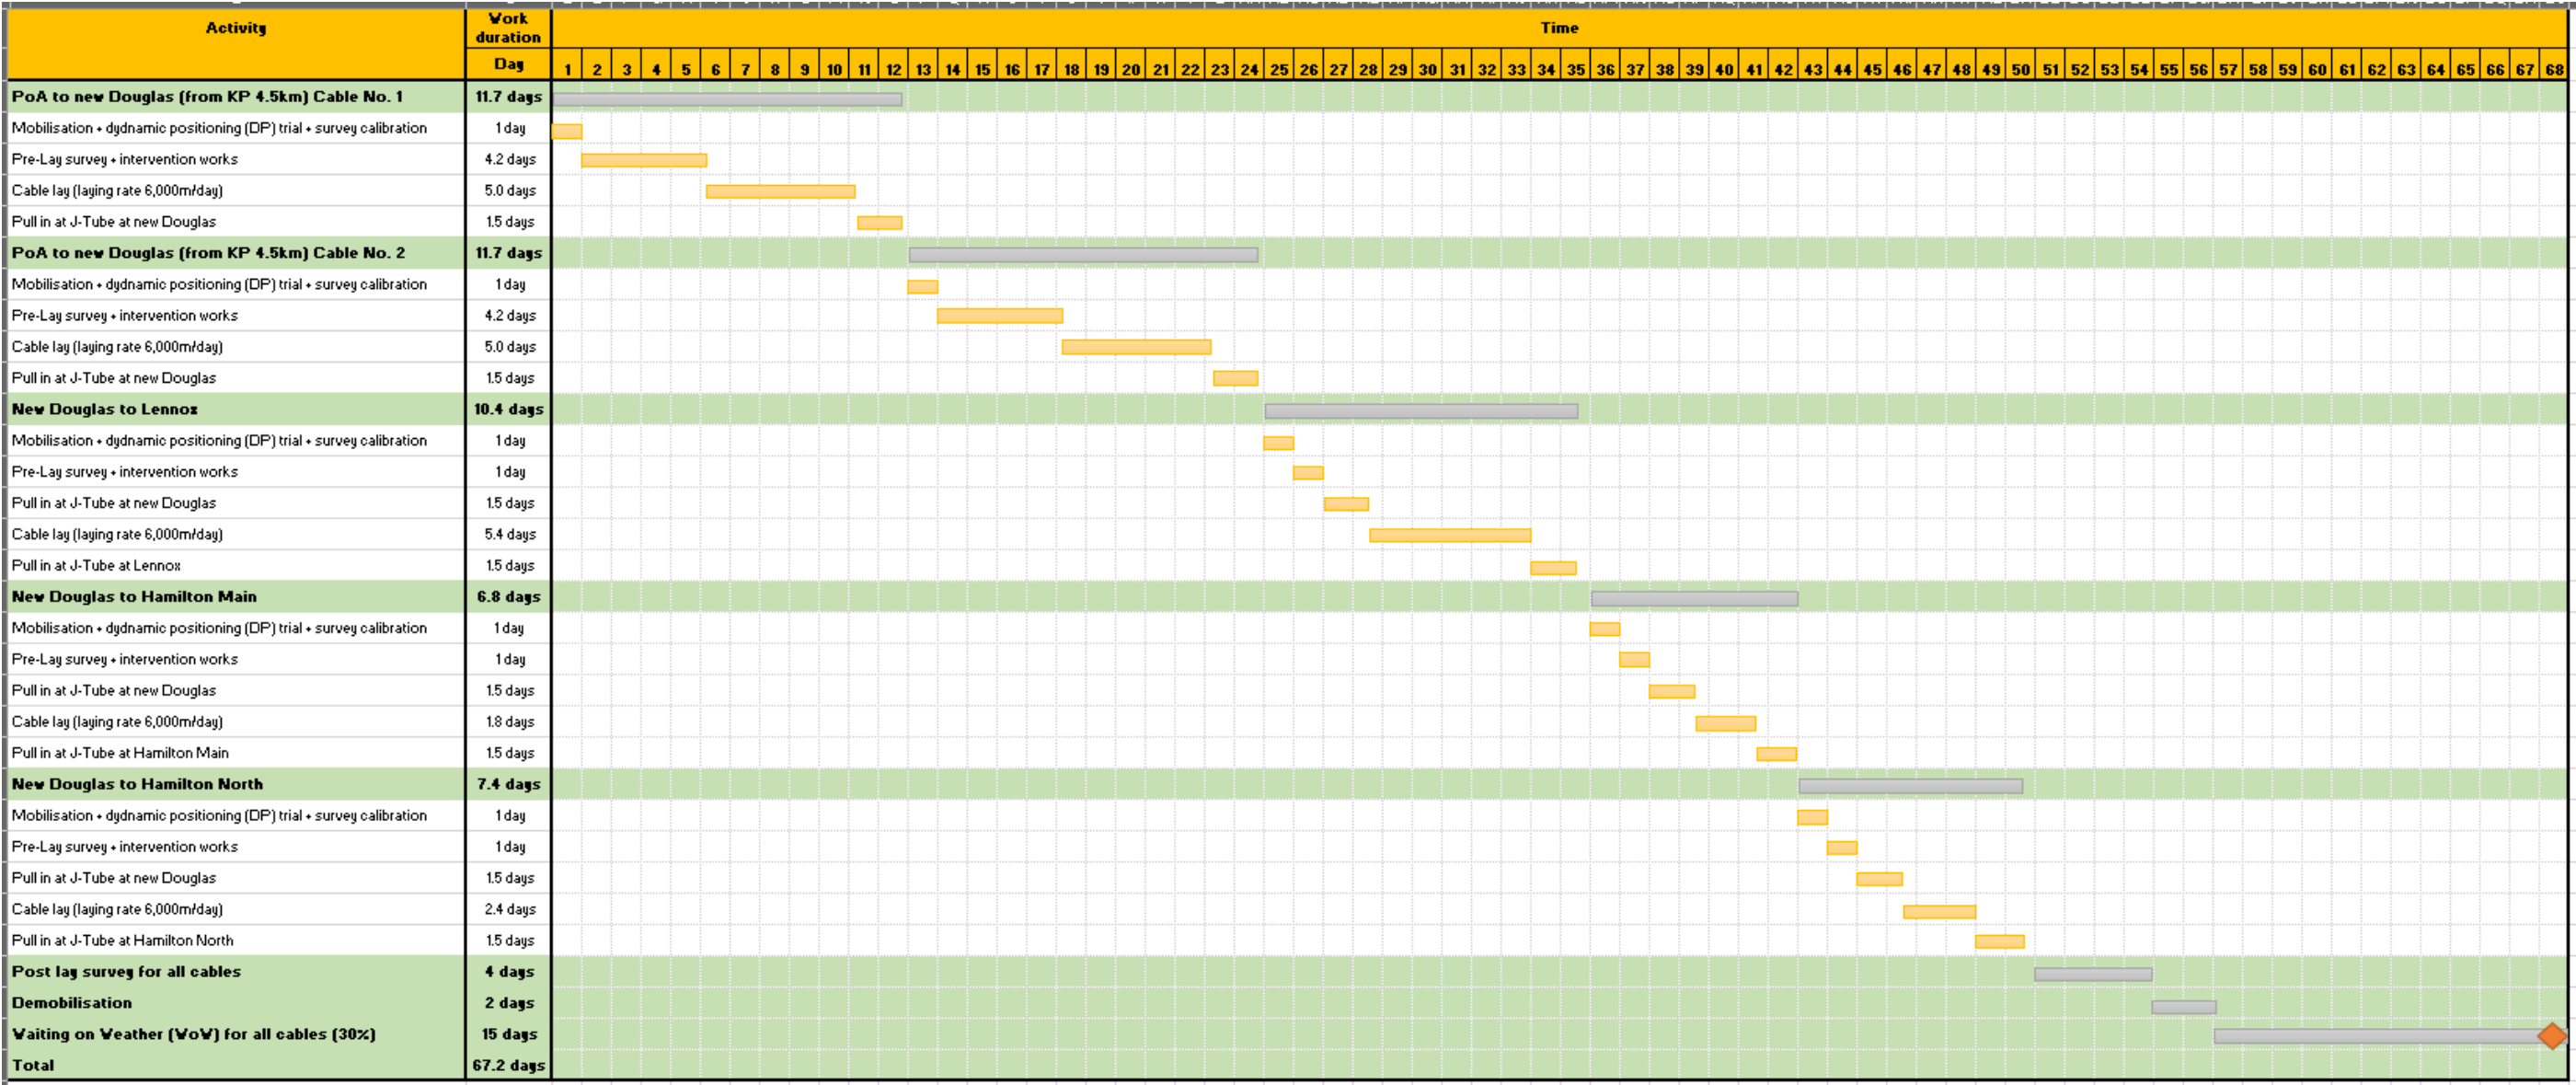 Activity Work duration Time
Day 1 2 3 4 5 6 7 8 9 10 11 12 13 14 15 16 17 18 19 20 21 22 23 24 25 26 27 28 29 30 31 32 33 34 35 36 37 38 39 40 41 42 43 44 45 46 47 48 49 50 51 52 53 54 55 56 57 58 59 60 61 62 63 64 65 66 67 68
PoA to new Douglas (from KP 4.5km) Cable No. 1 11.7 days
Mobilisation + dydnamic positioning (DP) trial + survey calibration 1 day
Pre-Lay survey + intervention works 4.2 days
Cable lay (laying rate 6,000m/day) 5.0 days
Pull in at J-Tube at new Douglas 1.5 days
PoA to new Douglas (from KP 4.5km) Cable No. 2 11.7 days
Mobilisation + dydnamic positioning (DP) trial + survey calibration 1 day
Pre-Lay survey + intervention works 4.2 days
Cable lay (laying rate 6,000m/day) 5.0 days
Pull in at J-Tube at new Douglas 1.5 days
New Douglas to Lennox 10.4 days
Mobilisation + dydnamic positioning (DP) trial + survey calibration 1 day
Pre-Lay survey + intervention works 1 day
Pull in at J-Tube at new Douglas 1.5 days
Cable lay (laying rate 6,000m/day) 5.4 days
Pull in at J-Tube at Lennox 1.5 days
New Douglas to Hamilton Main 6.8 days
Mobilisation + dydnamic positioning (DP) trial + survey calibration 1 day
Pre-Lay survey + intervention works 1 day
Pull in at J-Tube at new Douglas 1.5 days
Cable lay (laying rate 6,000m/day) 1.8 days
Pull in at J-Tube at Hamilton Main 1.5 days
New Douglas to Hamilton North 7.4 days
Mobilisation + dydnamic positioning (DP) trial + survey calibration 1 day
Pre-Lay survey + intervention works 1 day
Pull in at J-Tube at new Douglas 1.5 days
Cable lay (laying rate 6,000m/day) 2.4 days
Pull in at J-Tube at Hamilton North 1.5 days
Post lay survey for all cables 4 days
Demobilisation 2 days
Waiting on Weather (WoW) for all cables (30%) 15 days
Total 67.2 days